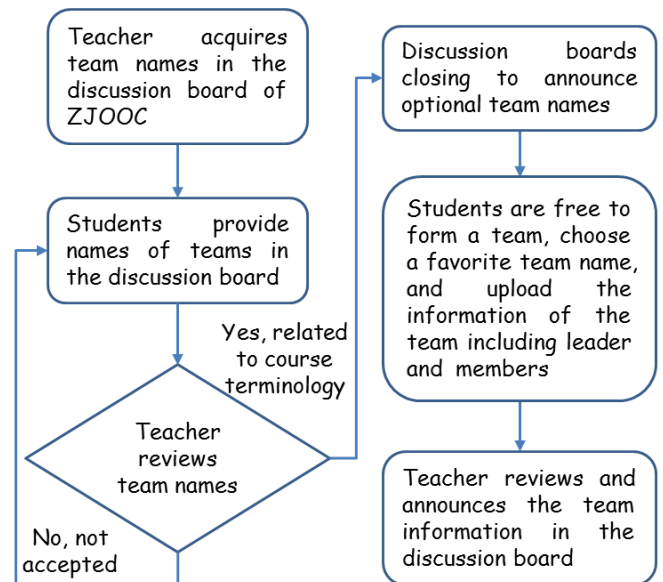 Teacher acquires
team names in the
discussion board of
ZJOOC
Students provide
names of teams in
the discussion board
Teacher
reviews
team names
No, not
accepted
Yes, related
to course
terminology
Discussion boards
closing to announce
optional team names
Students are free to
form a team, choose
a favorite team name,
and upload the
information of the
team including leader
and members
Teacher reviews and
announces the team
information in the
discussion board